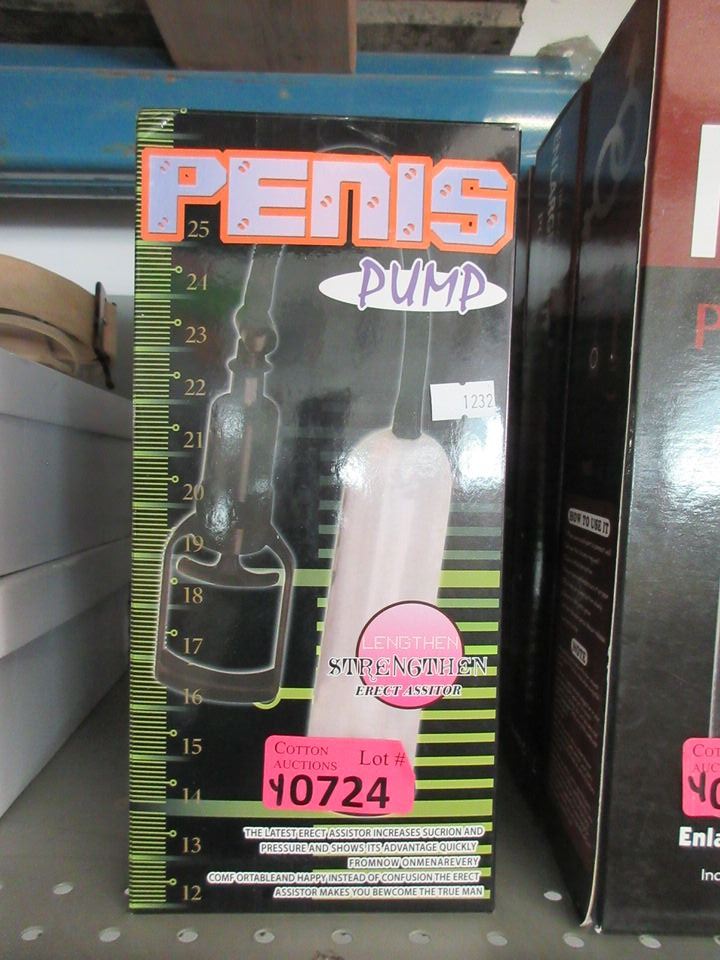 PENIS
PUMP
25
24
23
22
21
20
19
18
17
16
15
14
13
12
1232
LENGTHEN
STRENGTHEN
ERECT ASSITOR
COTTON
AUCTIONS
Lot #
40724
THE LATEST ERECT ASSISTOR INCREASES SUCRION AND
PRESSURE AND SHOWS ITS ADVANTAGE QUICKLY
FROMNOW ONMENAREVERY
COMF ORTABLEAND HAPPY INSTEAD OF CONFUSION THE ERECT
ASSISTOR MAKES YOU BEWCOME THE TRUE MAN
HOW TO USE IT
NOTE